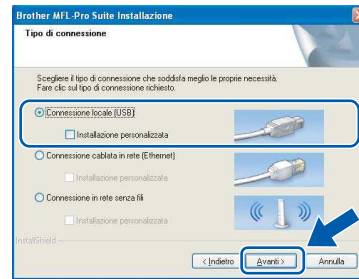 Brother MFL-Pro Suite Installazione
Tipo di connessione
Scegliere il tipo di connessione che soddisfa meglio le proprie necessità.
Fare clic sul tipo di connessione richiesto.
Connessione locale (USB)
Installazione personalizzata
Connessione cablata in rete (Ethernet)
Installazione personalizzata
Connessione in rete senza fili
Installazione personalizzata
InstallShield
< Indietro
Avanti >
Annulla